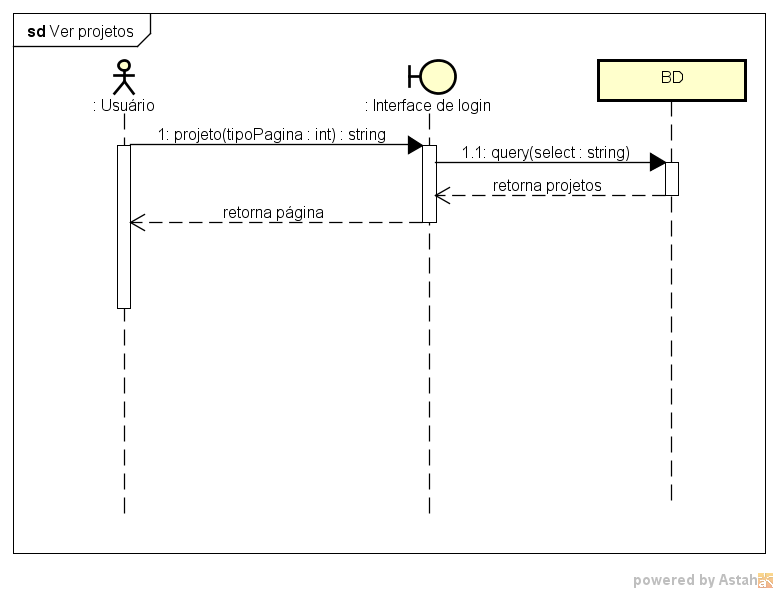 sd Ver projetos
: Usuário
: Interface de login
BD
1: projeto(tipoPagina : int) : string
1.1: query(select : string)
retorna projetos
retorna página
powered by Astah